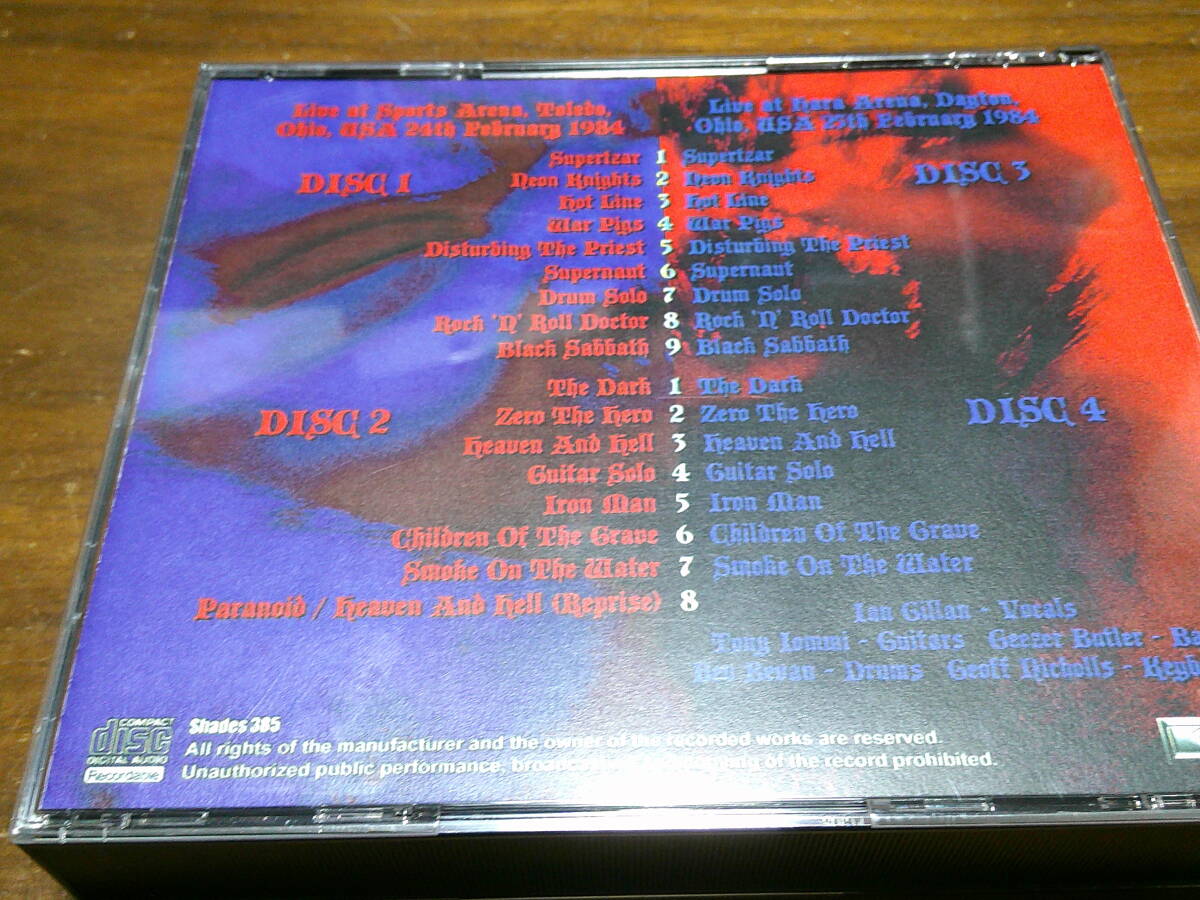 Live at Sports Arena, Toledo,
Ohio, USA 24th February 1984
Live at Hara Arena, Dayton,
Ohio, USA 25th February 1984
DISC 1
DISC 3
Supertzar 1 Supertzar
Neon Knights 2 Neon Knights
Hot Line 3 Hot Line
War Pigs 4 War Pigs
Disturbing The Priest 5 Disturbing The Priest
Supernaut 6 Supernaut
Drum Solo 7 Drum Solo
Rock 'N' Roll Doctor 8 Rock 'N' Roll Doctor
Black Sabbath 9 Black Sabbath
DISC 2
DISC 4
The Dark 1 The Dark
Zero The Hero 2 Zero The Hero
Heaven And Hell 3 Heaven And Hell
Guitar Solo 4 Guitar Solo
Iron Man 5 Iron Man
Children Of The Grave 6 Children Of The Grave
Smoke On The Water 7 Smoke On The Water
Paranoid / Heaven And Hell (Reprise) 8
Ian Gillan - Vocals
Tony Iommi - Guitars Geezer Butler - Ba
Bev Bevan - Drums Geoff Nicholls - Keyb
COMPACT
disc
DIGITAL AUDIO
Recordable
Shades 385
All rights of the manufacturer and the owner of the recorded works are reserved.
Unauthorized public performance, of the record prohibited.